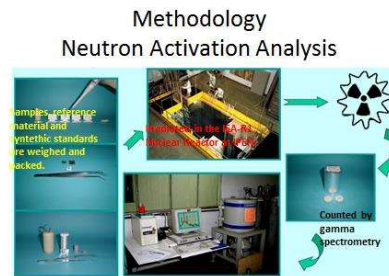 Methodology
Neutron Activation Analysis
Samples, reference
material and
syntethic standards
are weighed and
packed.
Irradiated in the IEA-R1
nuclear Reactor at IPEN
Counted by
gamma
spectrometry